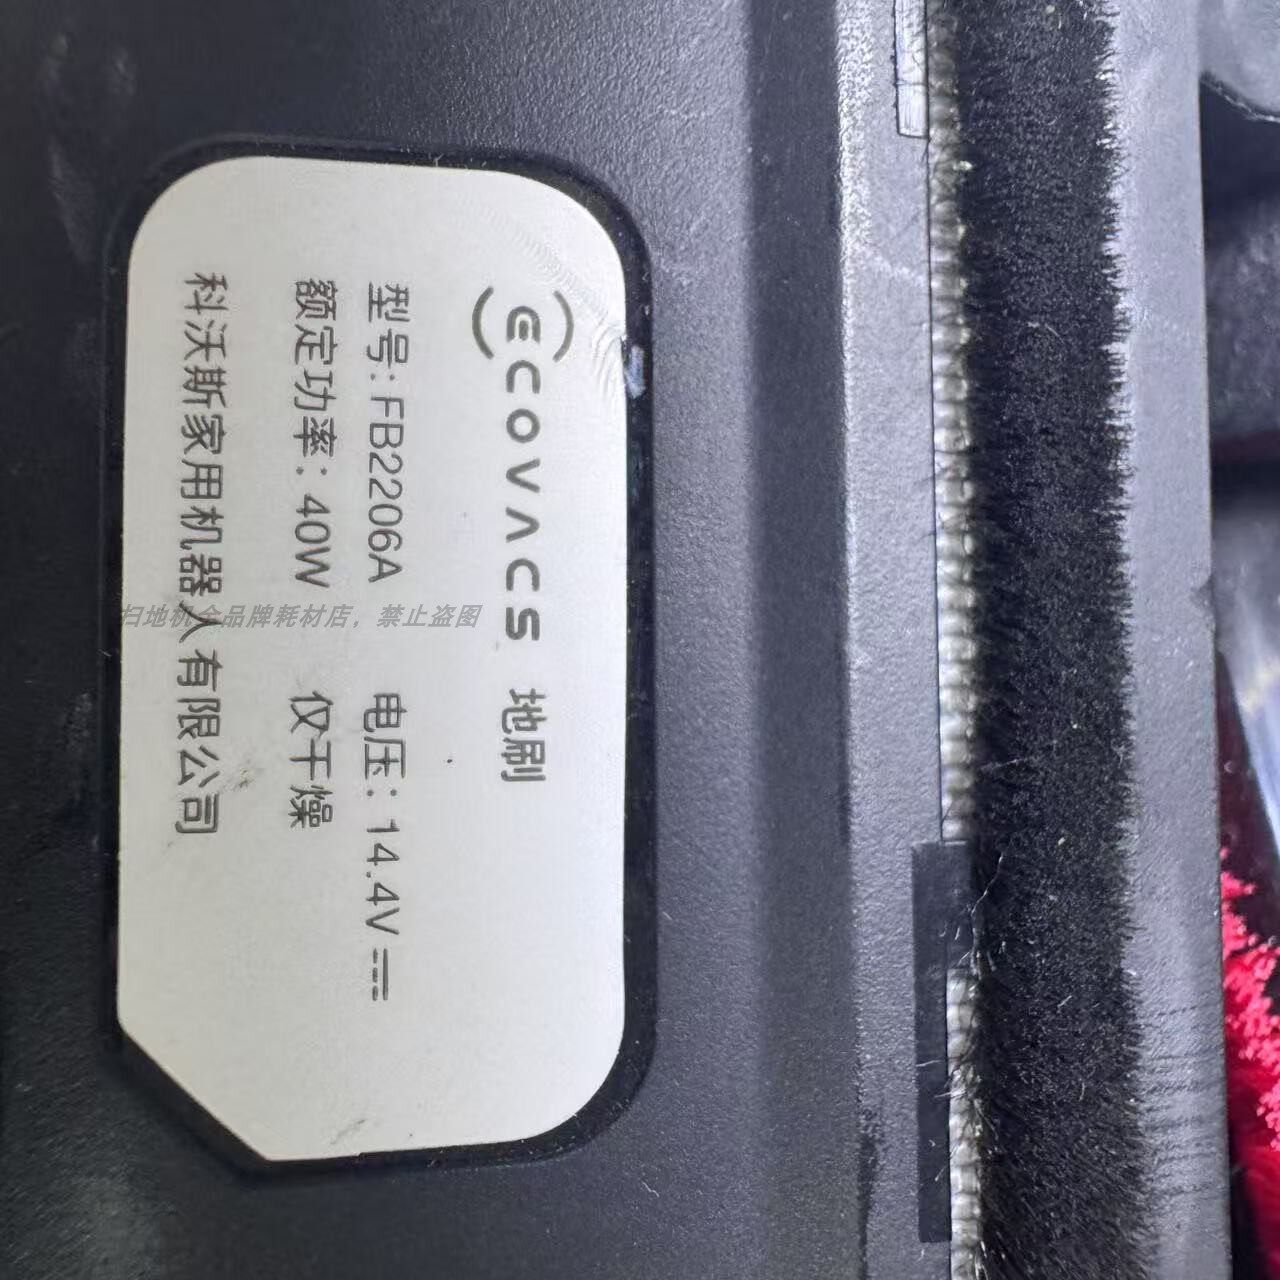 ECOVACS 地刷
型号: FB2206A 电压: 14.4V ⎓
额定功率: 40W 仅干燥
科沃斯家用机器人有限公司
扫地机全品牌耗材店，禁止盗图